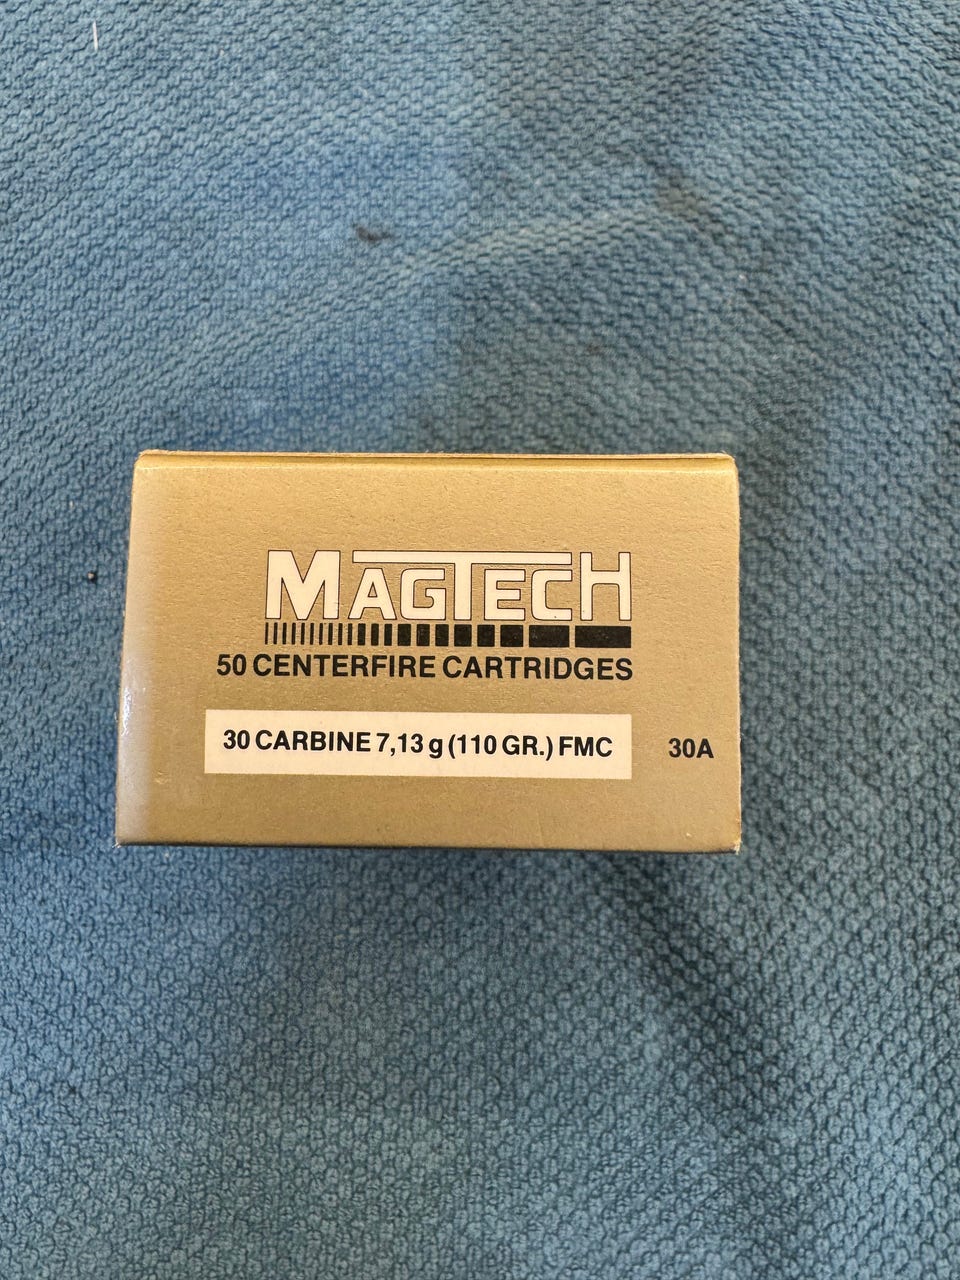 MAGTECH
50 CENTERFIRE CARTRIDGES
30 CARBINE 7,13 g (110 GR.) FMC
30A